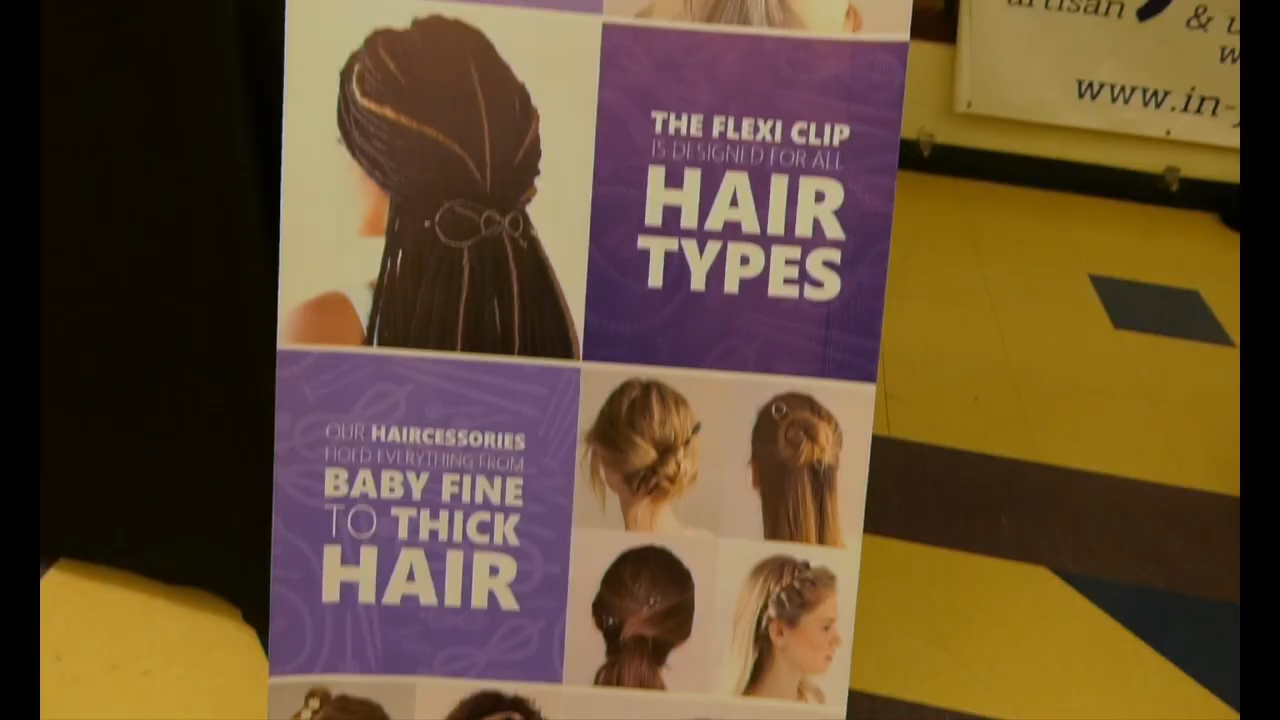 THE FLEXI CLIP
IS DESIGNED FOR ALL
HAIR
TYPES
OUR HAIRCESSORIES
HOLD EVERYTHING FROM
BABY FINE
TO THICK
HAIR
artisan
&
www.in-